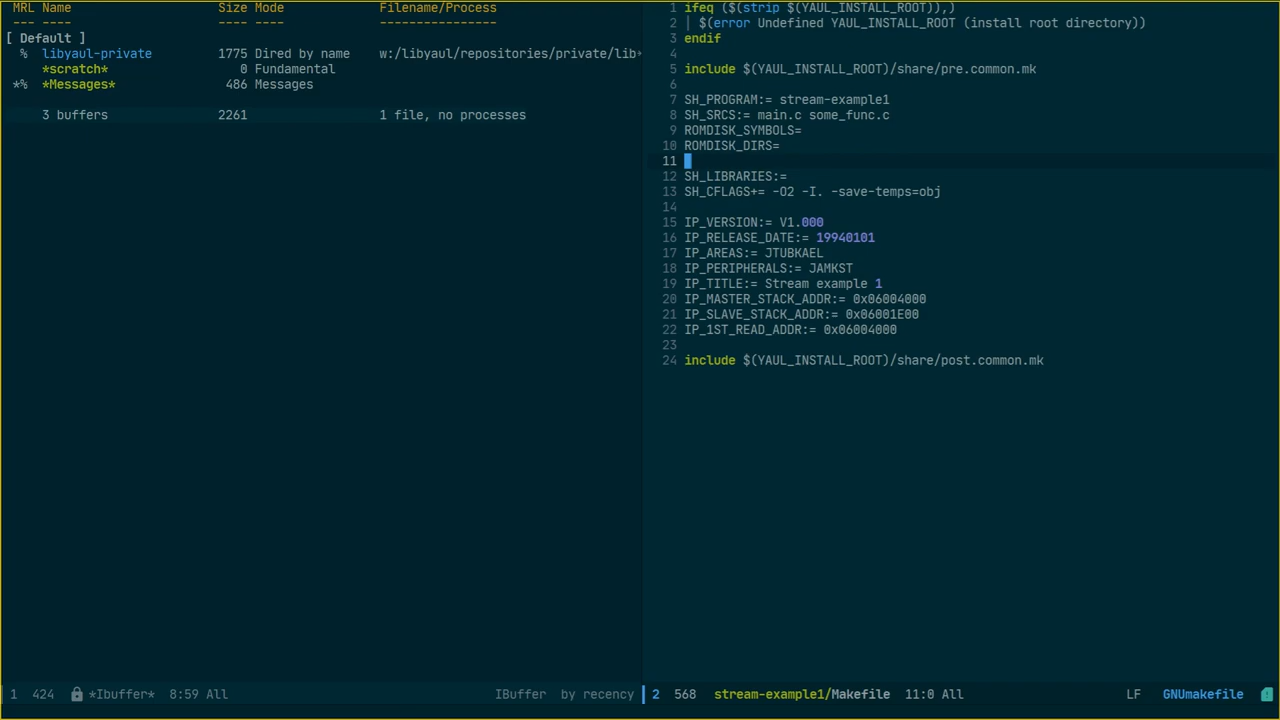 MRL Name Size Mode Filename/Process
--- ---- ---- ---- ----------------
[ Default ]
% libyaul-private 1775 Dired by name w:/libyaul/repositories/private/lib→
*scratch* 0 Fundamental
*% *Messages* 486 Messages
3 buffers 2261 1 file, no processes
1 424 *Ibuffer* 8:59 All IBuffer by recency
1 ifeq ($(strip $(YAUL_INSTALL_ROOT)),)
2 | $(error Undefined YAUL_INSTALL_ROOT (install root directory))
3 endif
4
5 include $(YAUL_INSTALL_ROOT)/share/pre.common.mk
6
7 SH_PROGRAM:= stream-example1
8 SH_SRCS:= main.c some_func.c
9 ROMDISK_SYMBOLS=
10 ROMDISK_DIRS=
11
12 SH_LIBRARIES:=
13 SH_CFLAGS+= -O2 -I. -save-temps=obj
14
15 IP_VERSION:= V1.000
16 IP_RELEASE_DATE:= 19940101
17 IP_AREAS:= JTUBKAEL
18 IP_PERIPHERALS:= JAMKST
19 IP_TITLE:= Stream example 1
20 IP_MASTER_STACK_ADDR:= 0x06004000
21 IP_SLAVE_STACK_ADDR:= 0x06001E00
22 IP_1ST_READ_ADDR:= 0x06004000
23
24 include $(YAUL_INSTALL_ROOT)/share/post.common.mk
2 568 stream-example1/Makefile 11:0 All LF GNUmakefile